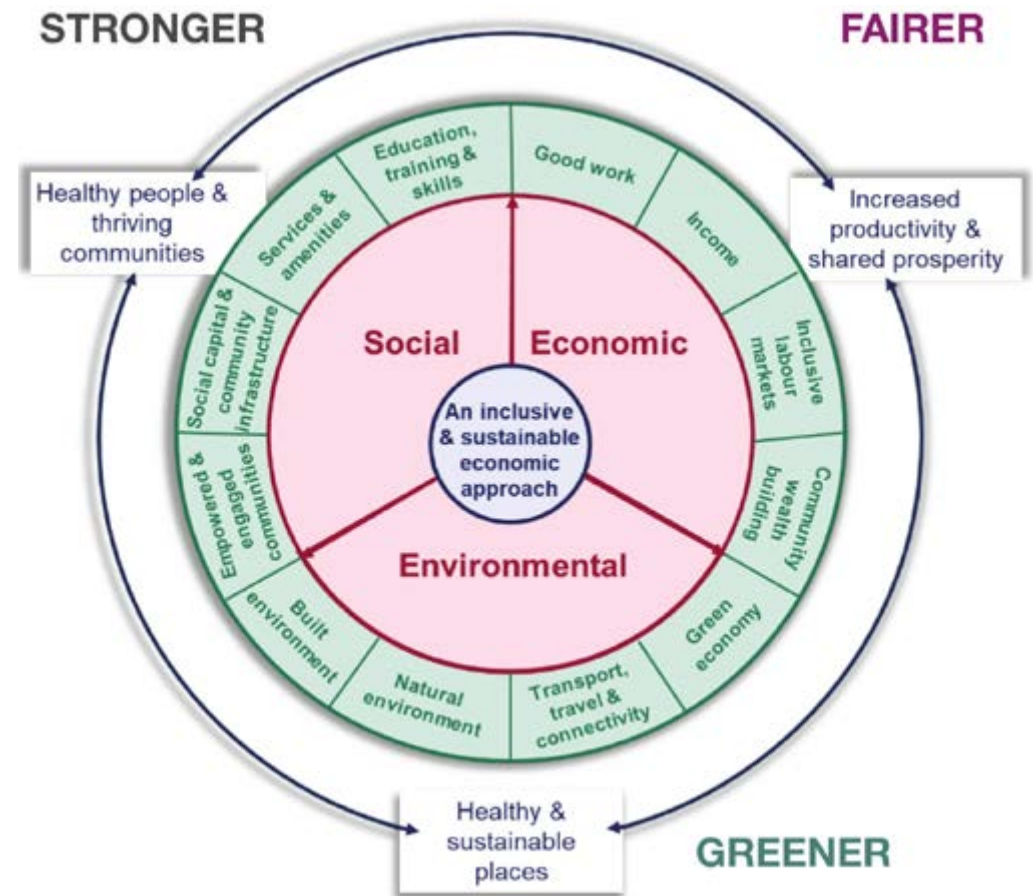 STRONGER
FAIRER
Healthy people &
thriving
communities
Increased
productivity &
shared prosperity
Education,
training &
skills
Good work
Income
Inclusive
labour
markets
Community
wealth
building
Green
economy
Transport,
travel &
connectivity
Natural
environment
Built
environment
Empowered &
engaged
communities
Social capital &
community
infrastructure
Services &
amenities
Social
Economic
Environmental
An inclusive
& sustainable
economic
approach
Healthy &
sustainable
places
GREENER